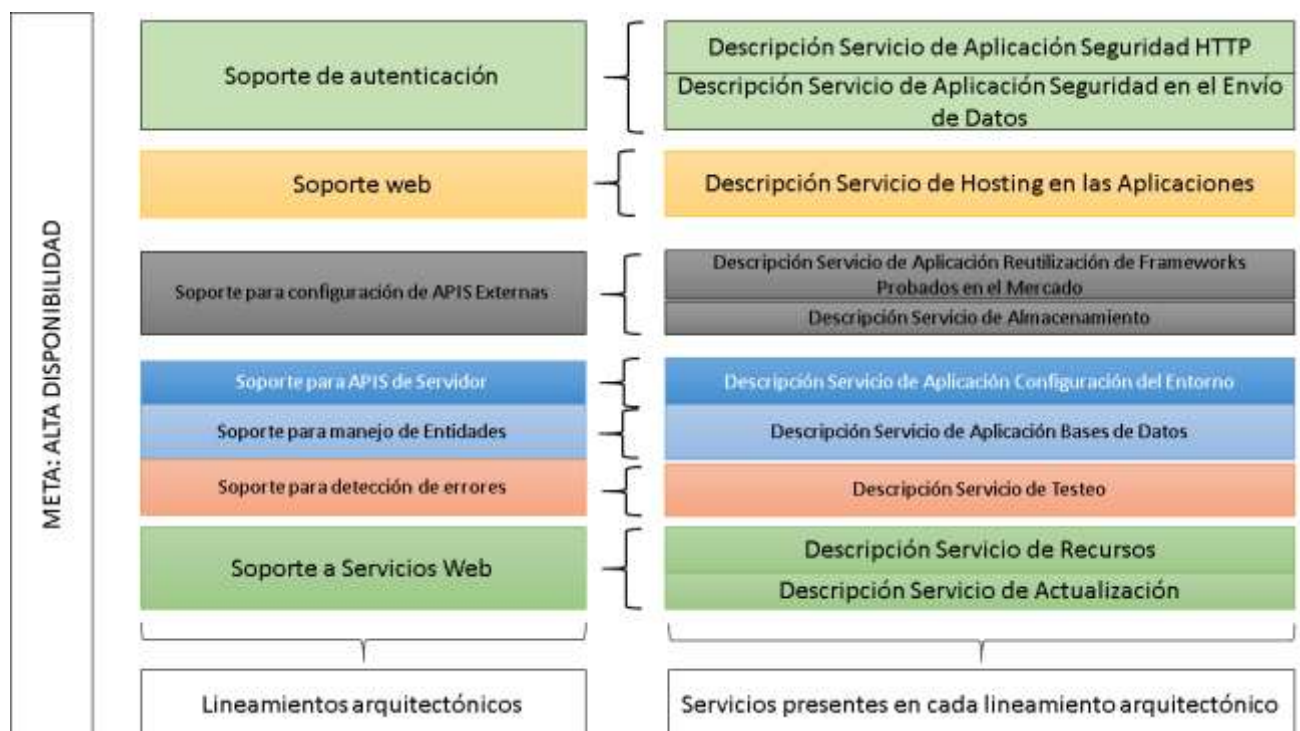 META: ALTA DISPONIBILIDAD
Soporte de autenticación
Descripción Servicio de Aplicación Seguridad HTTP
Descripción Servicio de Aplicación Seguridad en el Envío
de Datos
Soporte web
Descripción Servicio de Hosting en las Aplicaciones
Soporte para configuración de APIS Externas
Descripción Servicio de Aplicación Reutilización de Frameworks
Probados en el Mercado
Descripción Servicio de Almacenamiento
Soporte para APIS de Servidor
Descripción Servicio de Aplicación Configuración del Entorno
Soporte para manejo de Entidades
Descripción Servicio de Aplicación Bases de Datos
Soporte para detección de errores
Descripción Servicio de Testeo
Soporte a Servicios Web
Descripción Servicio de Recursos
Descripción Servicio de Actualización
Lineamientos arquitectónicos
Servicios presentes en cada lineamiento arquitectónico